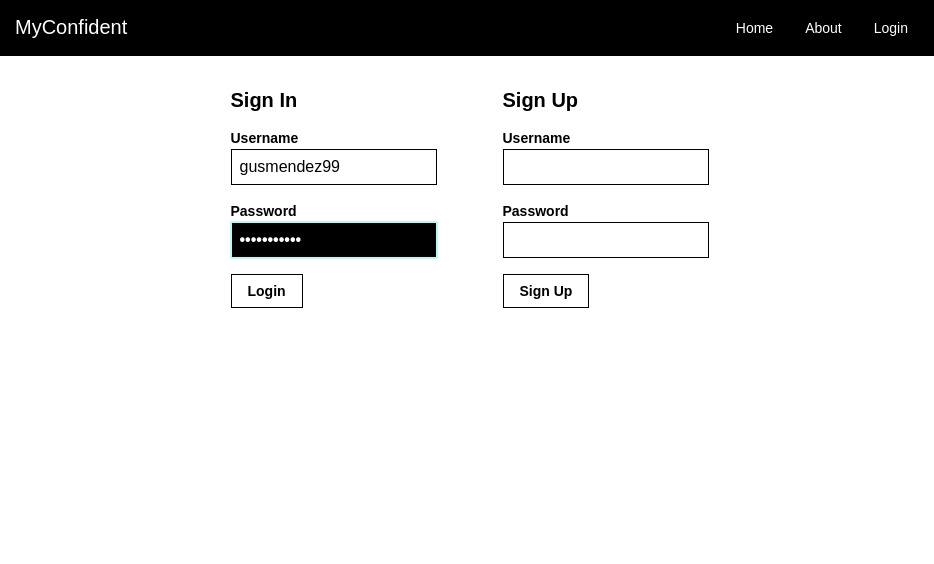 MyConfident
Home About Login
Sign In
Username
gusmendez99
Password
•••••••••••
Login
Sign Up
Username
Password
Sign Up